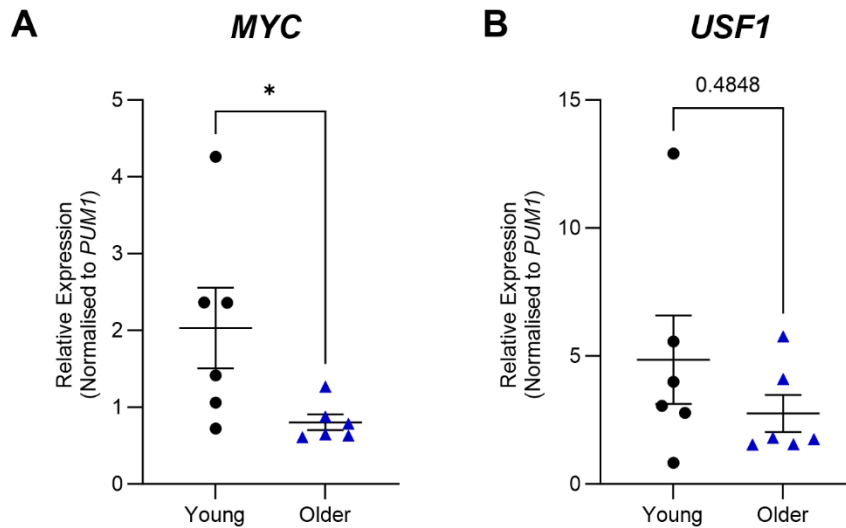 A
MYC
Relative Expression
(Normalised to PUM1)
5
4
3
2
1
0
*
Young
Older
B
USF1
Relative Expression
(Normalised to PUM1)
15
10
5
0
0.4848
Young
Older